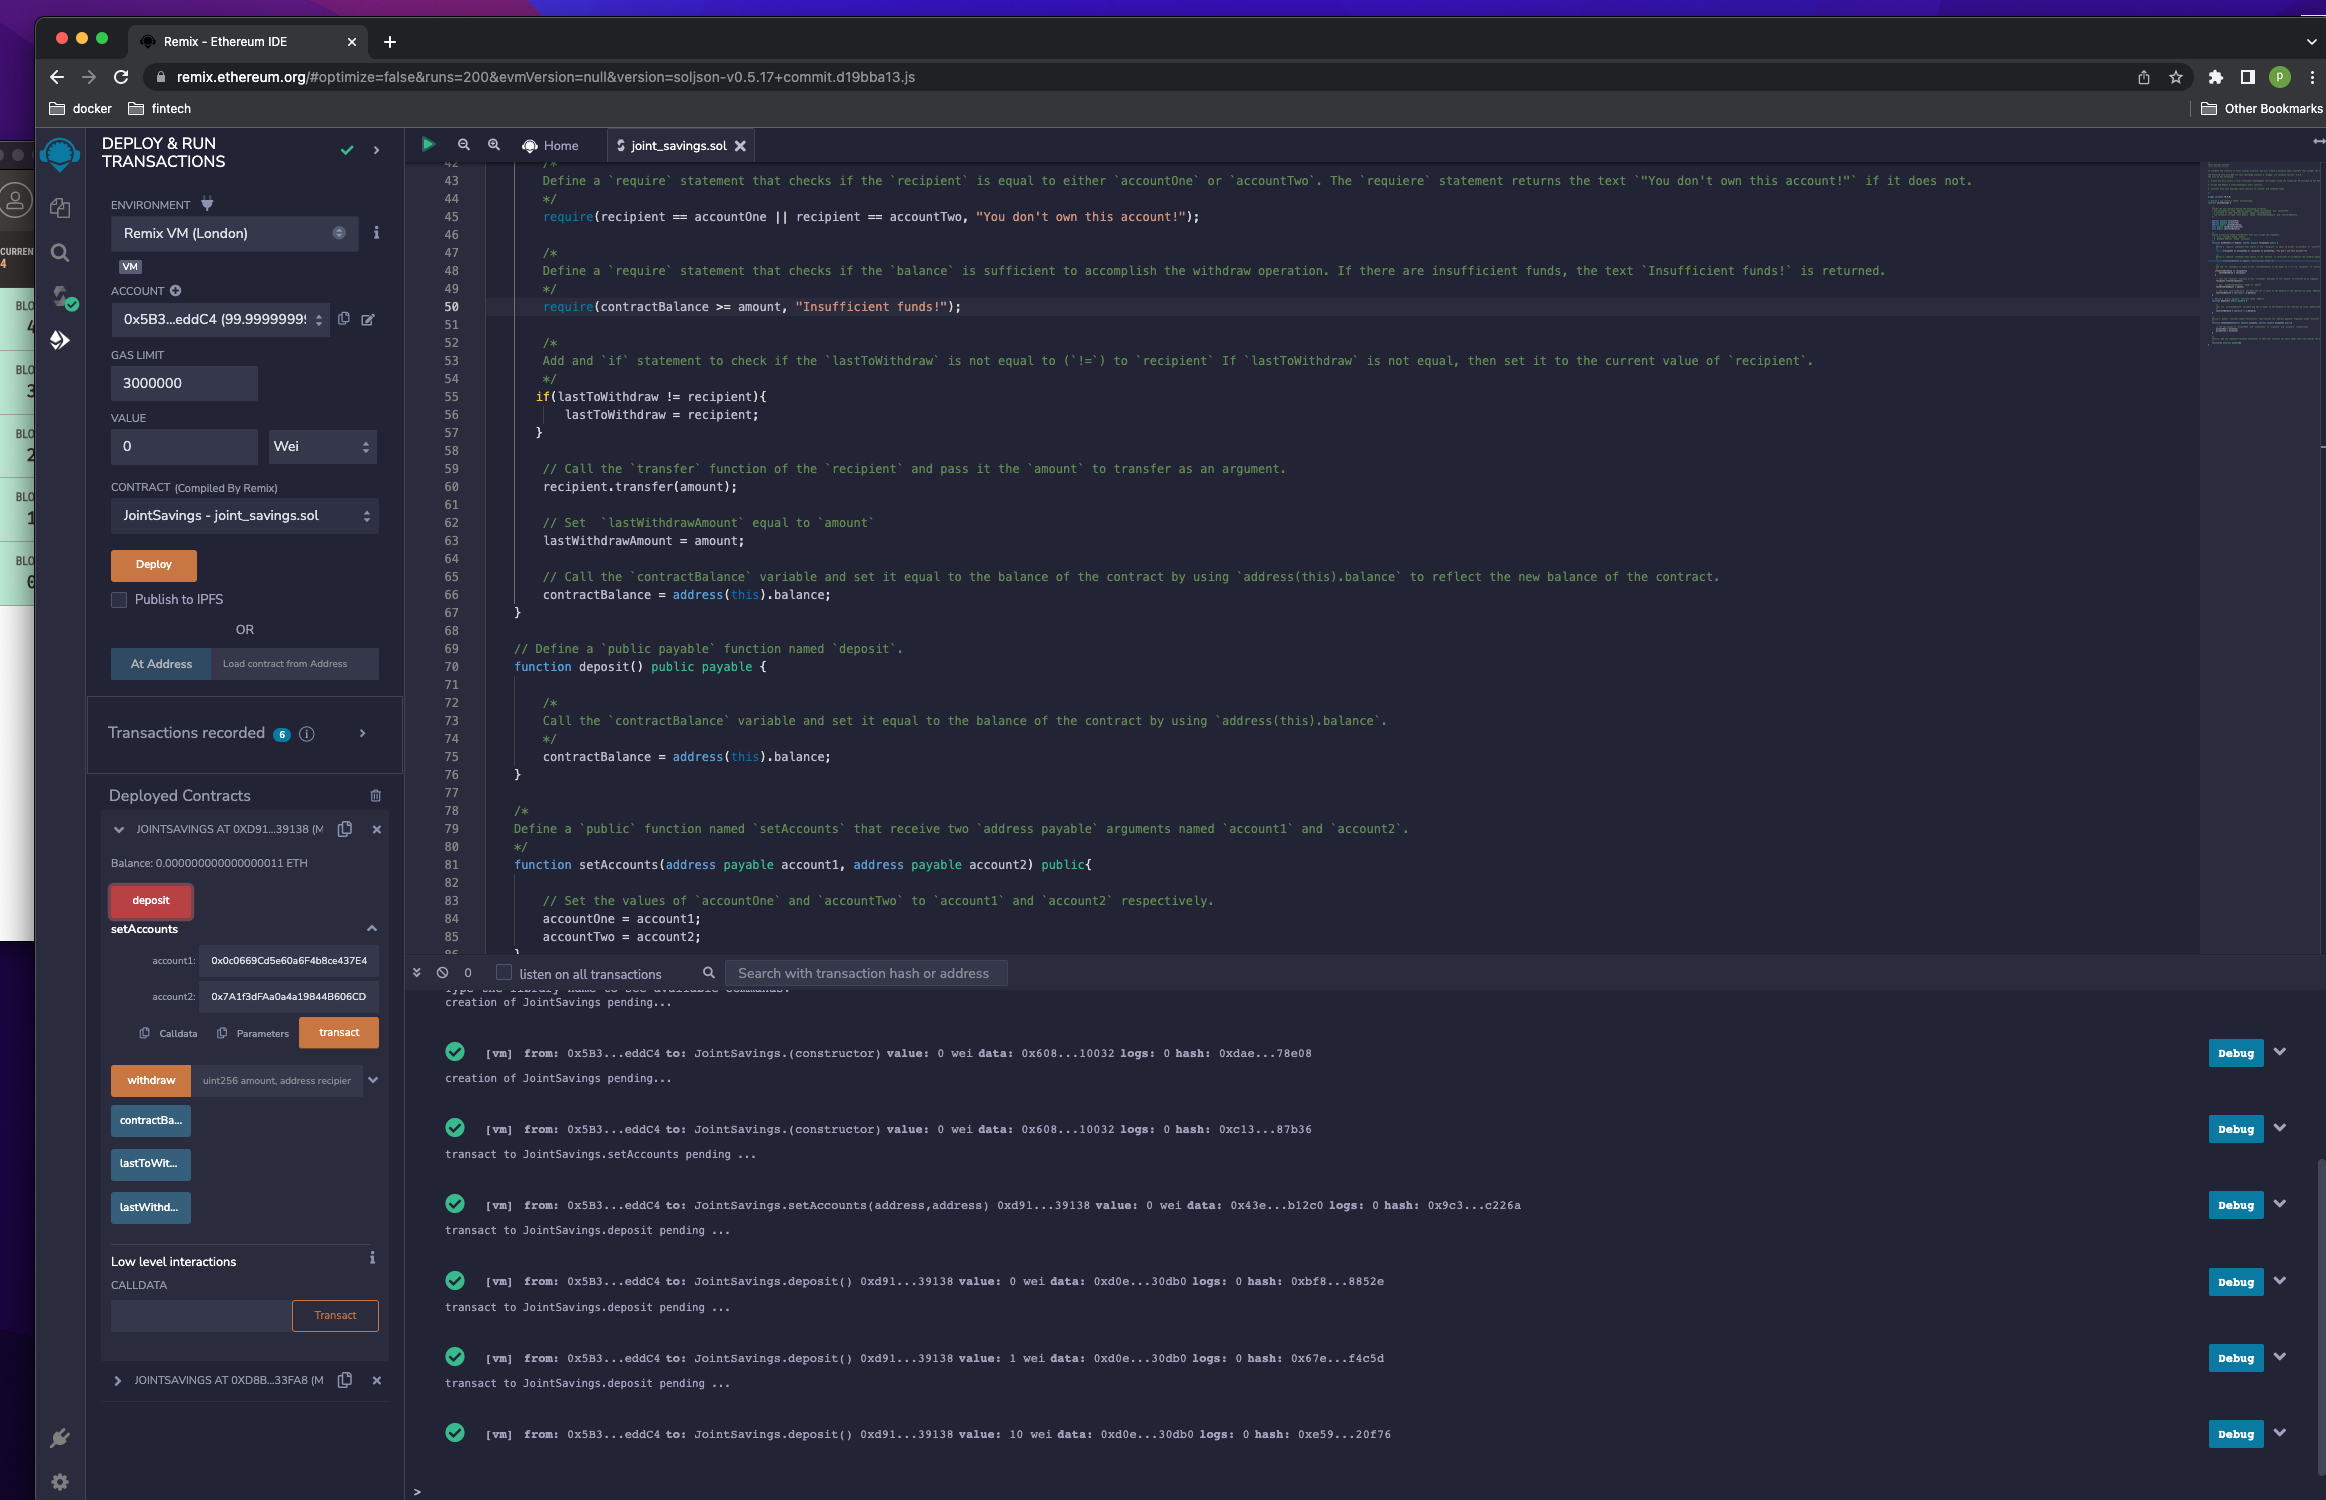 Remix - Ethereum IDE
remix.ethereum.org/#optimize=false&runs=200&evmVersion=null&version=soljson-v0.5.17+commit.d19bba13.js
P
docker
fintech
Other Bookmarks
CURREN
4
BLO
4
BLO
3
BLO
2
BLO
1
BLO
0
DEPLOY & RUN
TRANSACTIONS
ENVIRONMENT
Remix VM (London)
VM
ACCOUNT
0x5B3...eddC4 (99.99999999
GAS LIMIT
3000000
VALUE
0
Wei
CONTRACT (Compiled By Remix)
JointSavings - joint_savings.sol
Deploy
Publish to IPFS
OR
At Address
Load contract from Address
Transactions recorded 6
Deployed Contracts
JOINTSAVINGS AT 0XD91...39138 (M
Balance: 0.000000000000000011 ETH
deposit
setAccounts
account1: 0x0c0669Cd5e60a6F4b8ce437E4
account2: 0x7A1f3dFAa0a4a19844B606CD
Calldata
Parameters
transact
withdraw
uint256 amount, address recipier
contractBa...
lastToWit...
lastWithd...
Low level interactions
CALLDATA
Transact
JOINTSAVINGS AT 0XD8B...33FA8 (M
Home
joint_savings.sol
42 /*
43 Define a `require` statement that checks if the `recipient` is equal to either `accountOne` or `accountTwo`. The `requiere` statement returns the text `"You don't own this account!"` if it does not.
44 */
45 require(recipient == accountOne || recipient == accountTwo, "You don't own this account!");
46
47 /*
48 Define a `require` statement that checks if the `balance` is sufficient to accomplish the withdraw operation. If there are insufficient funds, the text `Insufficient funds!` is returned.
49 */
50 require(contractBalance >= amount, "Insufficient funds!");
51
52 /*
53 Add and `if` statement to check if the `lastToWithdraw` is not equal to (`!=`) to `recipient` If `lastToWithdraw` is not equal, then set it to the current value of `recipient`.
54 */
55 if(lastToWithdraw != recipient){
56 lastToWithdraw = recipient;
57 }
58
59 // Call the `transfer` function of the `recipient` and pass it the `amount` to transfer as an argument.
60 recipient.transfer(amount);
61
62 // Set  `lastWithdrawAmount` equal to `amount`
63 lastWithdrawAmount = amount;
64
65 // Call the `contractBalance` variable and set it equal to the balance of the contract by using `address(this).balance` to reflect the new balance of the contract.
66 contractBalance = address(this).balance;
67 }
68
69 // Define a `public payable` function named `deposit`.
70 function deposit() public payable {
71
72 /*
73 Call the `contractBalance` variable and set it equal to the balance of the contract by using `address(this).balance`.
74 */
75 contractBalance = address(this).balance;
76 }
77
78 /*
79 Define a `public` function named `setAccounts` that receive two `address payable` arguments named `account1` and `account2`.
80 */
81 function setAccounts(address payable account1, address payable account2) public{
82
83 // Set the values of `accountOne` and `accountTwo` to `account1` and `account2` respectively.
84 accountOne = account1;
85 accountTwo = account2;
86 }
0
listen on all transactions
Search with transaction hash or address
Type the library name to see available commands.
creation of JointSavings pending...
[vm] from: 0x5B3...eddC4 to: JointSavings.(constructor) value: 0 wei data: 0x608...10032 logs: 0 hash: 0xdae...78e08
Debug
creation of JointSavings pending...
[vm] from: 0x5B3...eddC4 to: JointSavings.(constructor) value: 0 wei data: 0x608...10032 logs: 0 hash: 0xc13...87b36
Debug
transact to JointSavings.setAccounts pending ...
[vm] from: 0x5B3...eddC4 to: JointSavings.setAccounts(address,address) 0xd91...39138 value: 0 wei data: 0x43e...b12c0 logs: 0 hash: 0x9c3...c226a
Debug
transact to JointSavings.deposit pending ...
[vm] from: 0x5B3...eddC4 to: JointSavings.deposit() 0xd91...39138 value: 0 wei data: 0xd0e...30db0 logs: 0 hash: 0xbf8...8852e
Debug
transact to JointSavings.deposit pending ...
[vm] from: 0x5B3...eddC4 to: JointSavings.deposit() 0xd91...39138 value: 1 wei data: 0xd0e...30db0 logs: 0 hash: 0x67e...f4c5d
Debug
transact to JointSavings.deposit pending ...
[vm] from: 0x5B3...eddC4 to: JointSavings.deposit() 0xd91...39138 value: 10 wei data: 0xd0e...30db0 logs: 0 hash: 0xe59...20f76
Debug
>